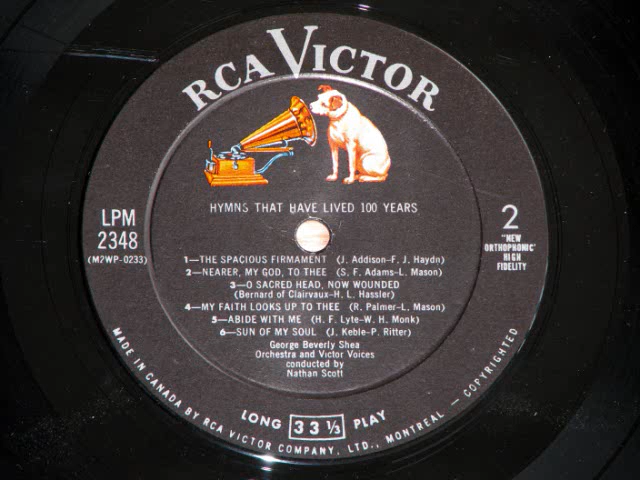 RCA VICTOR
HYMNS THAT HAVE LIVED 100 YEARS
LPM
2348
(M2WP-0233)
2
"NEW
ORTHOPHONIC"
HIGH
FIDELITY
1—THE SPACIOUS FIRMAMENT (J. Addison-F. J. Haydn)
2—NEARER, MY GOD, TO THEE (S. F. Adams-L. Mason)
3—O SACRED HEAD, NOW WOUNDED
(Bernard of Clairvaux-H. L. Hassler)
4—MY FAITH LOOKS UP TO THEE (R. Palmer-L. Mason)
5—ABIDE WITH ME (H. F. Lyte-W. H. Monk)
6—SUN OF MY SOUL (J. Keble-P. Ritter)
George Beverly Shea
Orchestra and Victor Voices
conducted by
Nathan Scott
LONG 33 1/3 PLAY
MADE IN CANADA BY RCA VICTOR COMPANY, LTD., MONTREAL — COPYRIGHTED